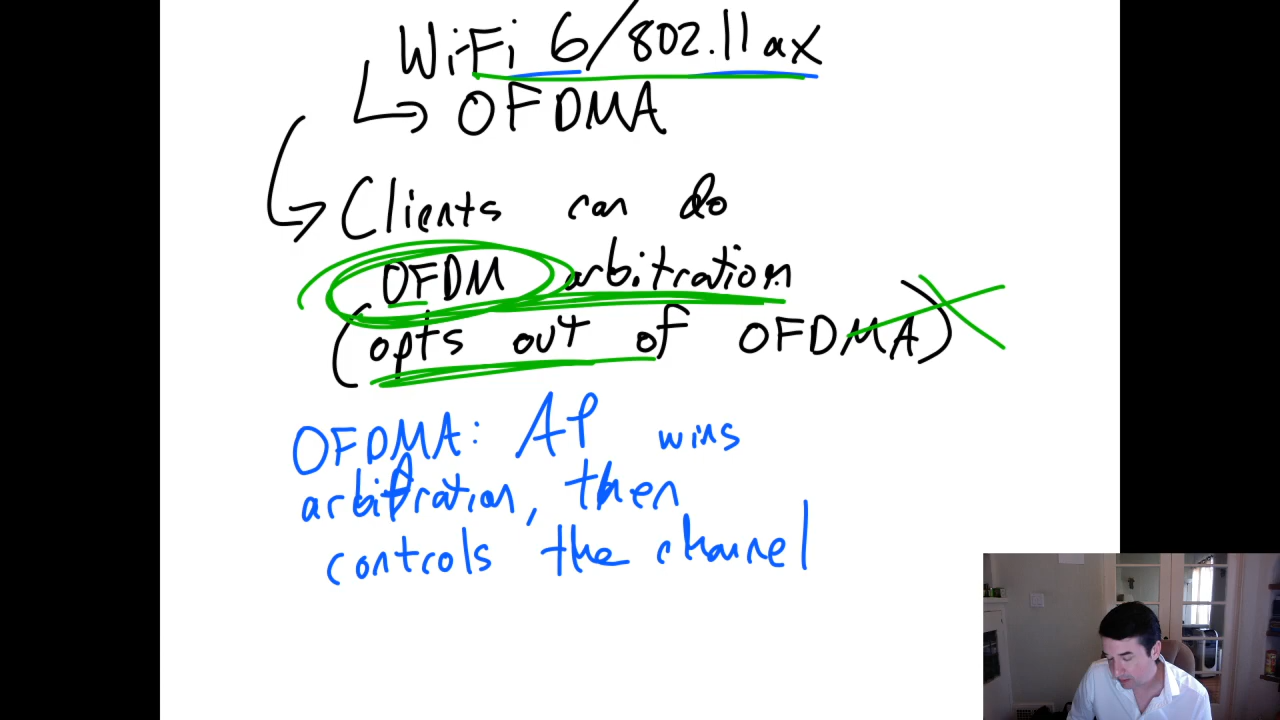 WiFi 6/802.11ax
OFDMA
Clients can do
OFDM arbitration
(opts out of OFDMA)
OFDMA: AP wins
arbitration, then
controls the channel